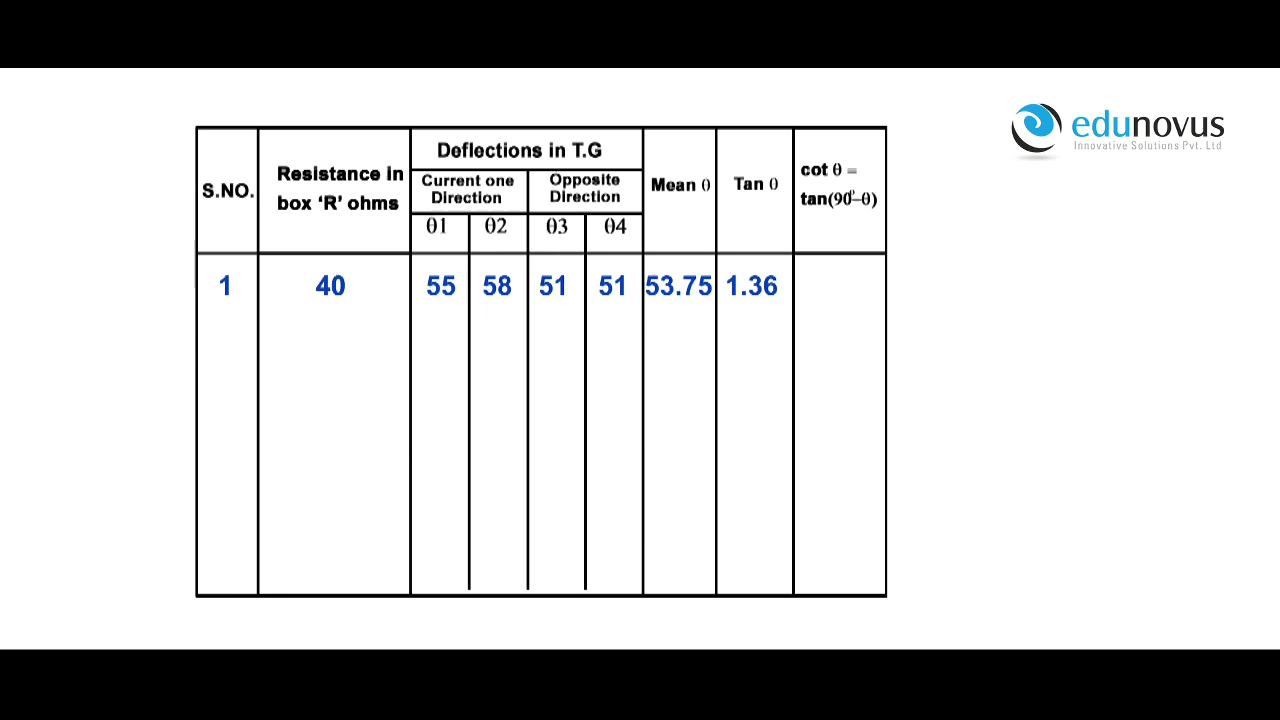 edunovus
Innovative Solutions Pvt. Ltd
S.NO.
Resistance in
box ‘R’ ohms
Deflections in T.G
Current one
Direction
Opposite
Direction
θ1 θ2 θ3 θ4
Mean θ
Tan θ
cot θ =
tan(90°–θ)
1 40 55 58 51 51 53.75 1.36